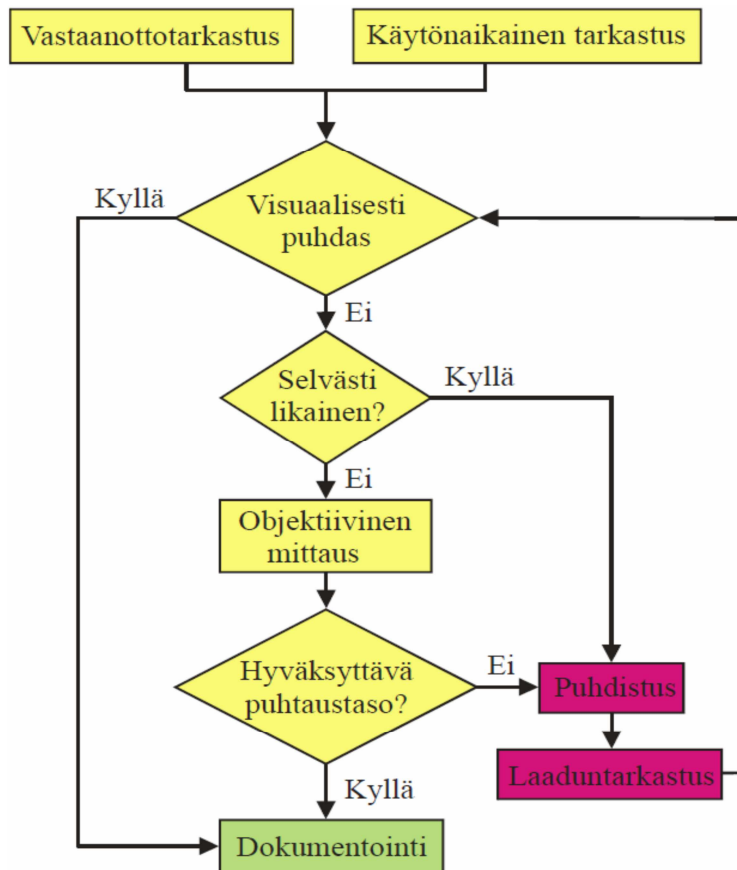 Vastaanottotarkastus
Käytönaikainen tarkastus
Kyllä
Visuaalisesti
puhdas
Ei
Selvästi
likainen?
Kyllä
Ei
Objektiivinen
mittaus
Hyväksyttävä
puhtaustaso?
Ei
Puhdistus
Laaduntarkastus
Kyllä
Dokumentointi